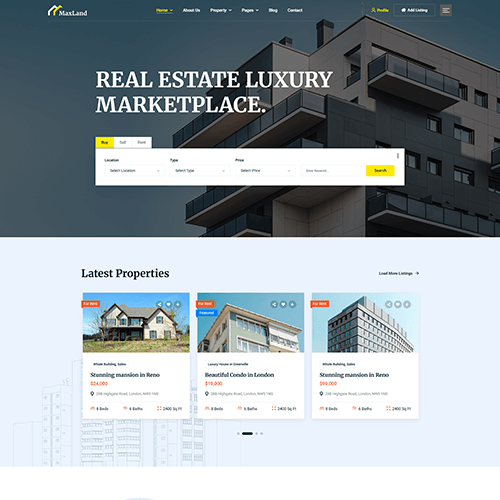 MaxLand
Home About Us Property Pages Blog Contact
Profile
Add Listing
REAL ESTATE LUXURY
MARKETPLACE.
Buy Sell Rent
Location Type Price
Select Location Select Type Select Price Enter Keyword... Search
Latest Properties
Load More Listings
For Rent For Rent For Rent
Featured
Whole Building, Sales
Stunning mansion in Reno
$24,000
288 Highgate Road, London, NW5 1NS
8 Beds 6 Baths 2400 Sq Ft
Luxury House in Greenville
Beautiful Condo in London
$19,000
288 Highgate Road, London, NW5 1NS
8 Beds 6 Baths 2400 Sq Ft
Whole Building, Sales
Stunning mansion in Reno
$99,000
288 Highgate Road, London, NW5 1NS
8 Beds 6 Baths 2400 Sq Ft